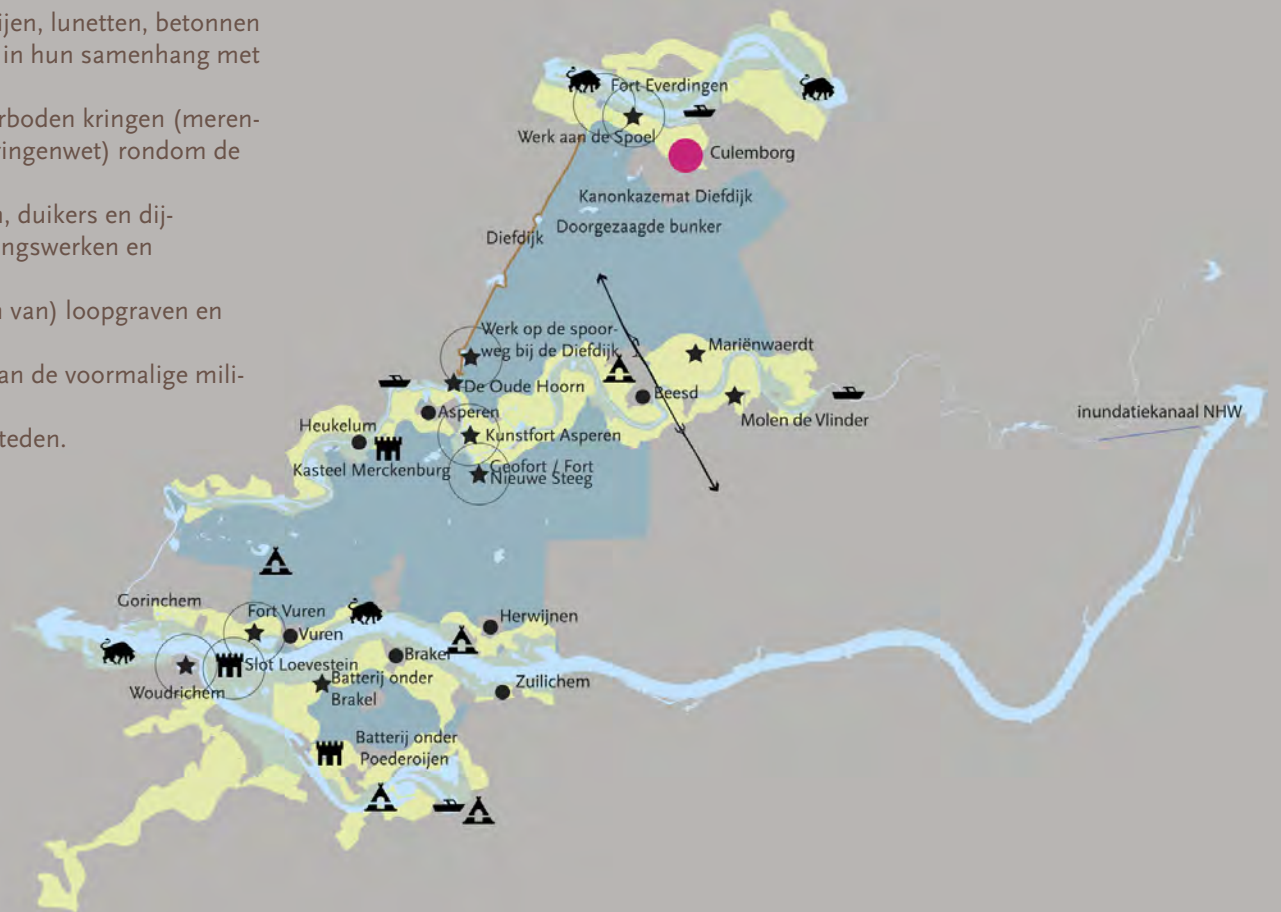 ijen, lunetten, betonnen
in hun samenhang met
rboden kringen (meren-
ringenwet) rondom de
n, duikers en dij-
ngswerken en
n van) loopgraven en
an de voormalige mili-
teden.
Fort Everdingen
Werk aan de Spoel
Culemborg
Kanonkazemat Diefdijk
Doorgezaagde bunker
Diefdijk
Werk op de spoor-
weg bij de Diefdijk
Mariënwaerdt
De Oude Hoorn
Beesd
Molen de Vlinder
Asperen
inundatiekanaal NHW
Heukelum
Kunstfort Asperen
Kasteel Merckenburg
Geofort / Fort
Nieuwe Steeg
Gorinchem
Fort Vuren
Herwijnen
Vuren
Brakel
Slot Loevestein
Woudrichem
Batterij onder
Brakel
Zuilichem
Batterij onder
Poederoijen